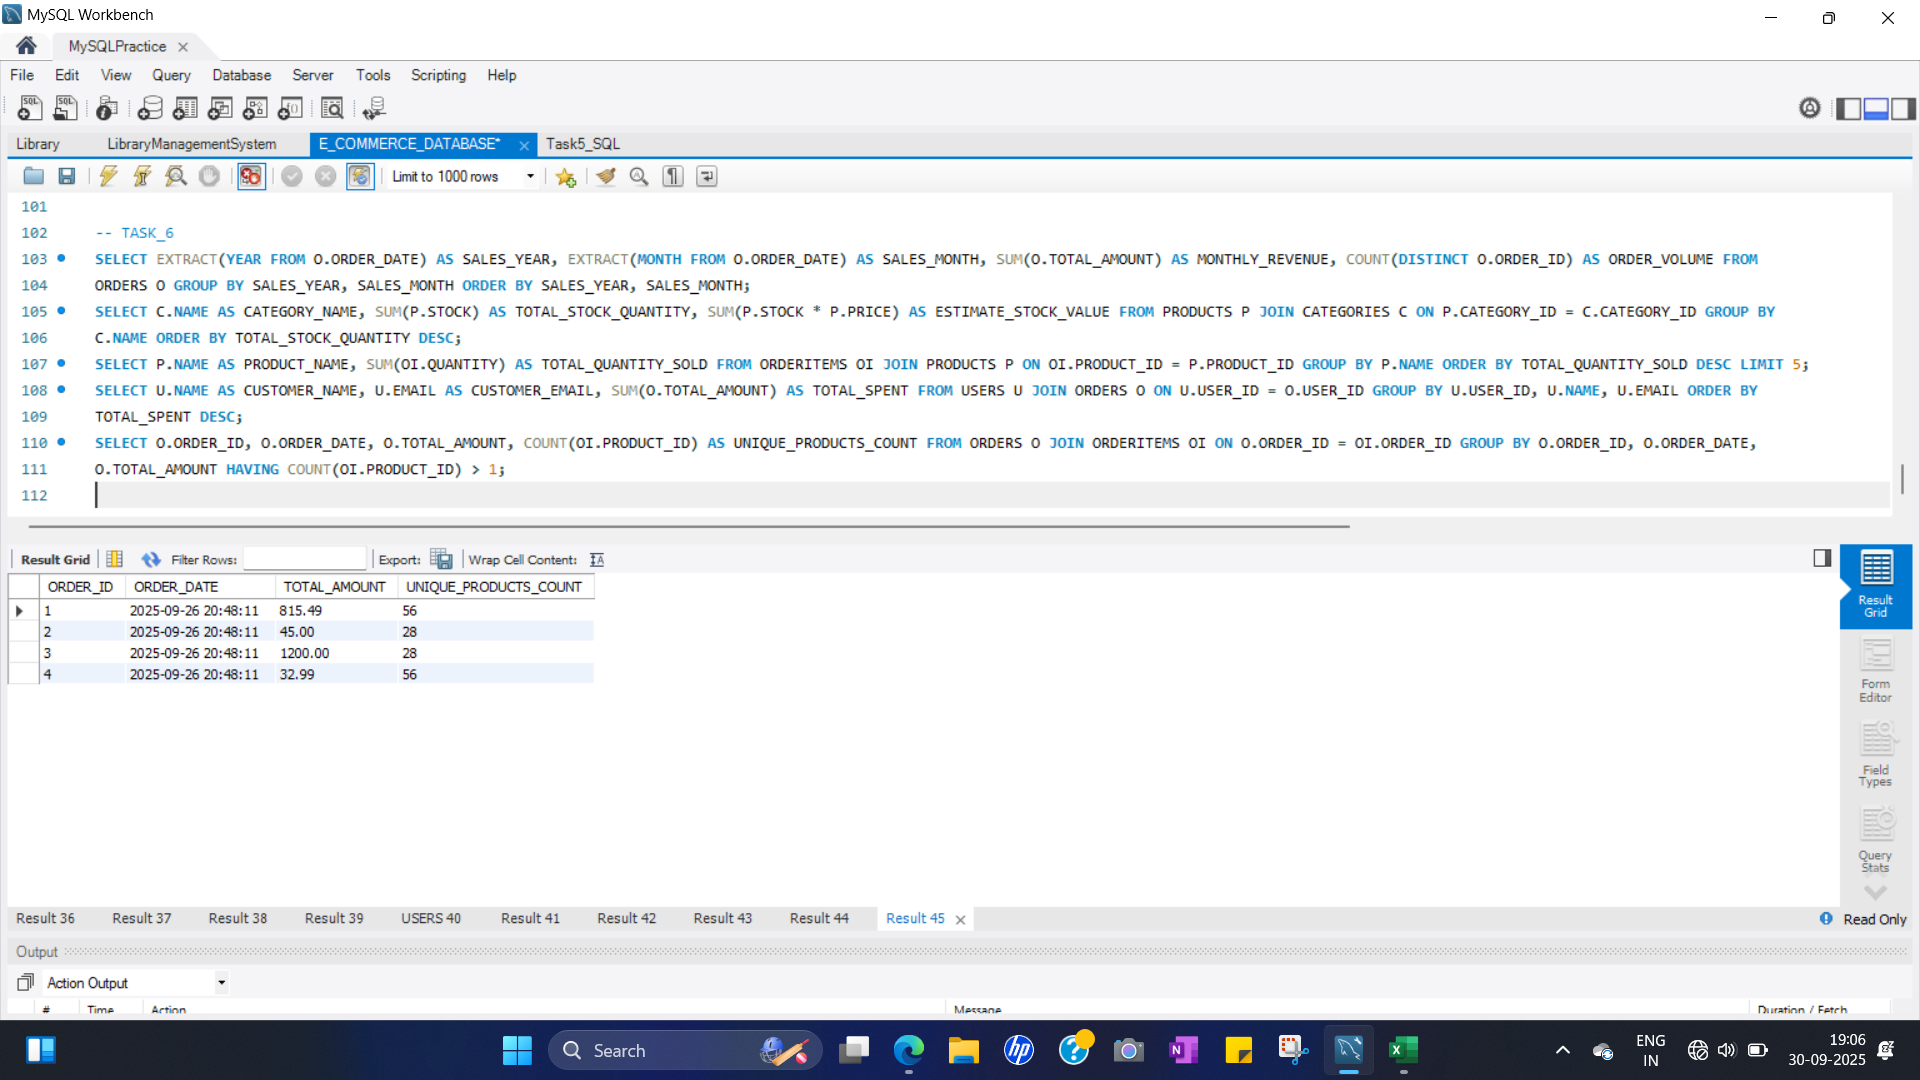 MySQL Workbench
MySQLPractice
File Edit View Query Database Server Tools Scripting Help
Library LibraryManagementSystem E_COMMERCE_DATABASE* Task5_SQL
Limit to 1000 rows
101
102 -- TASK_6
103 SELECT EXTRACT(YEAR FROM O.ORDER_DATE) AS SALES_YEAR, EXTRACT(MONTH FROM O.ORDER_DATE) AS SALES_MONTH, SUM(O.TOTAL_AMOUNT) AS MONTHLY_REVENUE, COUNT(DISTINCT O.ORDER_ID) AS ORDER_VOLUME FROM
104 ORDERS O GROUP BY SALES_YEAR, SALES_MONTH ORDER BY SALES_YEAR, SALES_MONTH;
105 SELECT C.NAME AS CATEGORY_NAME, SUM(P.STOCK) AS TOTAL_STOCK_QUANTITY, SUM(P.STOCK * P.PRICE) AS ESTIMATE_STOCK_VALUE FROM PRODUCTS P JOIN CATEGORIES C ON P.CATEGORY_ID = C.CATEGORY_ID GROUP BY
106 C.NAME ORDER BY TOTAL_STOCK_QUANTITY DESC;
107 SELECT P.NAME AS PRODUCT_NAME, SUM(OI.QUANTITY) AS TOTAL_QUANTITY_SOLD FROM ORDERITEMS OI JOIN PRODUCTS P ON OI.PRODUCT_ID = P.PRODUCT_ID GROUP BY P.NAME ORDER BY TOTAL_QUANTITY_SOLD DESC LIMIT 5;
108 SELECT U.NAME AS CUSTOMER_NAME, U.EMAIL AS CUSTOMER_EMAIL, SUM(O.TOTAL_AMOUNT) AS TOTAL_SPENT FROM USERS U JOIN ORDERS O ON U.USER_ID = O.USER_ID GROUP BY U.USER_ID, U.NAME, U.EMAIL ORDER BY
109 TOTAL_SPENT DESC;
110 SELECT O.ORDER_ID, O.ORDER_DATE, O.TOTAL_AMOUNT, COUNT(OI.PRODUCT_ID) AS UNIQUE_PRODUCTS_COUNT FROM ORDERS O JOIN ORDERITEMS OI ON O.ORDER_ID = OI.ORDER_ID GROUP BY O.ORDER_ID, O.ORDER_DATE,
111 O.TOTAL_AMOUNT HAVING COUNT(OI.PRODUCT_ID) > 1;
112
Result Grid Filter Rows: Export: Wrap Cell Content:
ORDER_ID ORDER_DATE TOTAL_AMOUNT UNIQUE_PRODUCTS_COUNT
1 2025-09-26 20:48:11 815.49 56
2 2025-09-26 20:48:11 45.00 28
3 2025-09-26 20:48:11 1200.00 28
4 2025-09-26 20:48:11 32.99 56
Result
Grid
Form
Editor
Field
Types
Query
Stats
Result 36 Result 37 Result 38 Result 39 USERS 40 Result 41 Result 42 Result 43 Result 44 Result 45 Read Only
Output
Action Output
# Time Action Message Duration / Fetch
Search
ENG
IN
19:06
30-09-2025